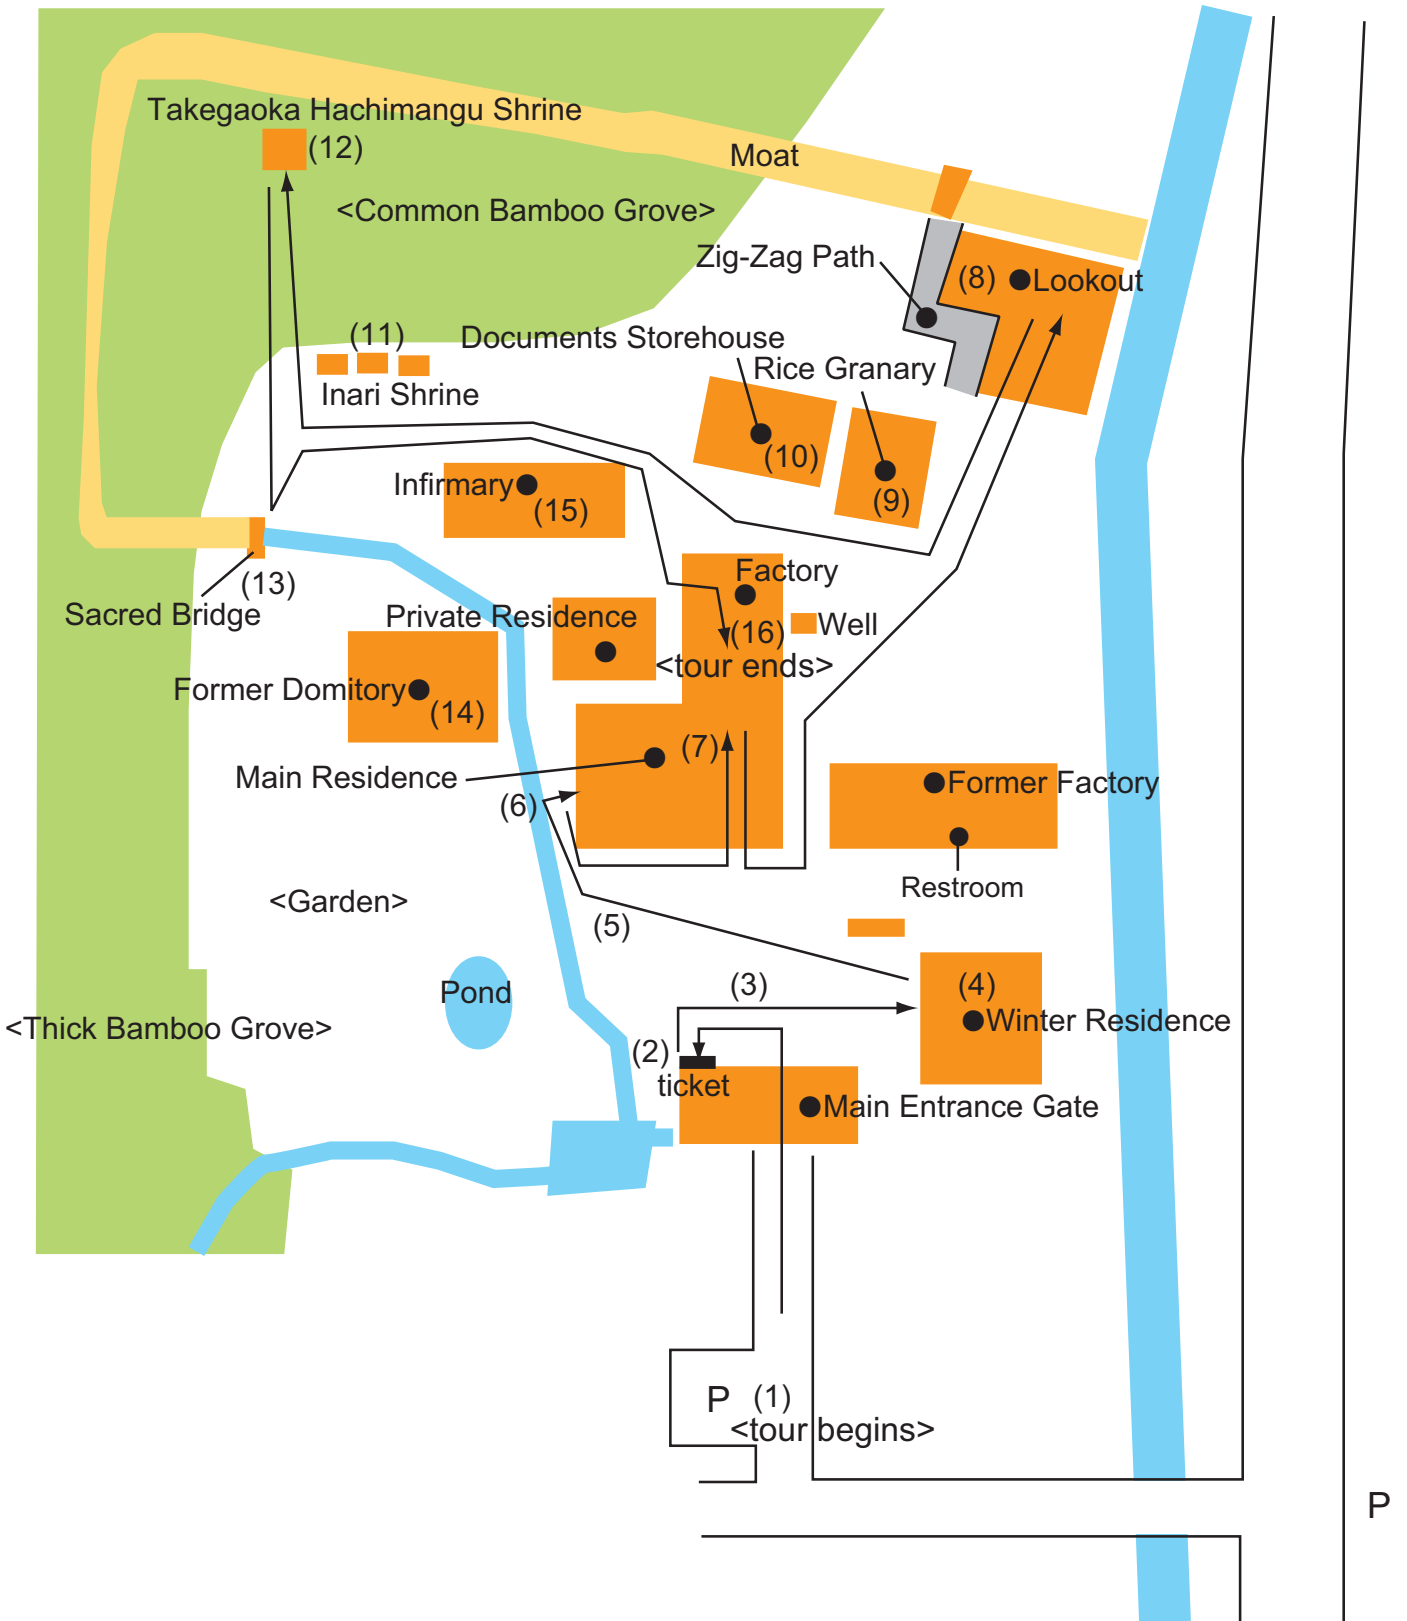 Takegaoka Hachimangu Shrine
(12)
Moat
<Common Bamboo Grove>
Zig-Zag Path
(8)
Lookout
(11)
Documents Storehouse
Rice Granary
Inari Shrine
(10)
Infirmary
(15)
(9)
Factory
(13)
Sacred Bridge
Private Residence
(16)
Well
<tour ends>
Former Domitory
(14)
(7)
Main Residence
(6)
Former Factory
Restroom
<Garden>
(5)
(3)
(4)
Pond
Winter Residence
<Thick Bamboo Grove>
(2)
ticket
Main Entrance Gate
P
(1)
<tour begins>
P